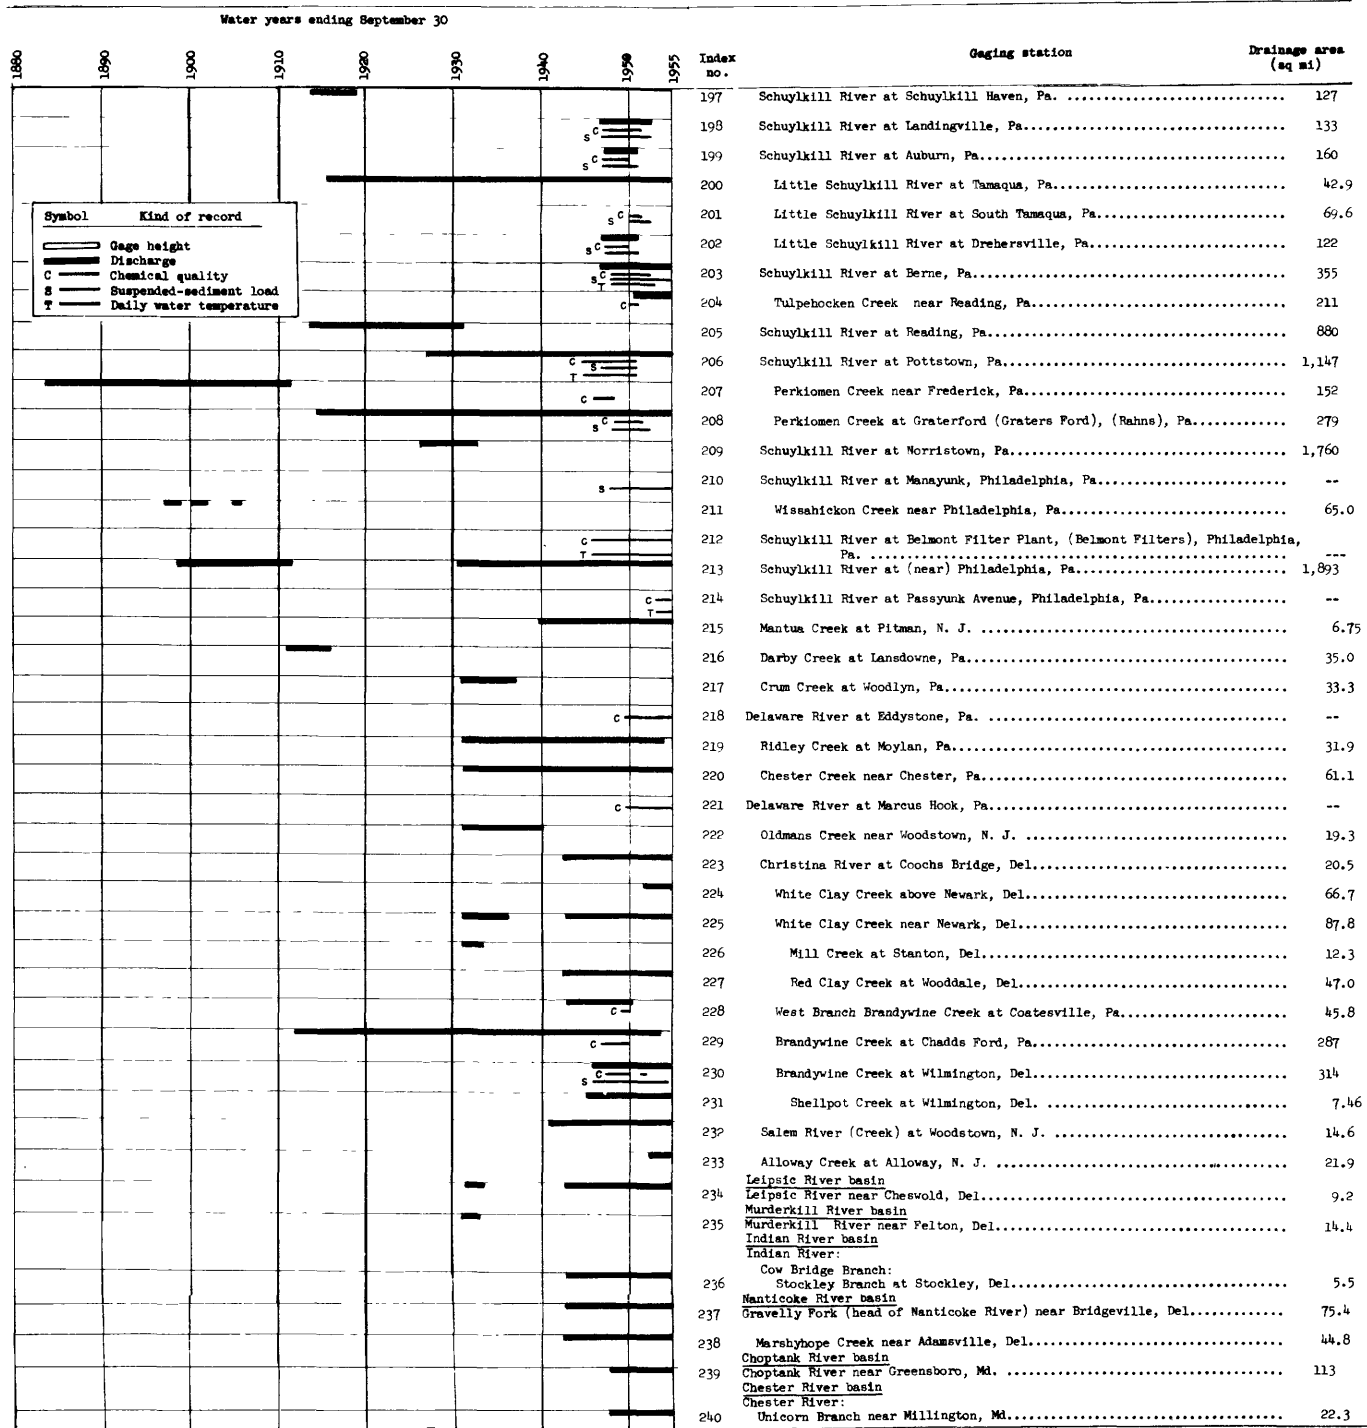 Water years ending September 30
1880 1890 1900 1910 1920 1930 1940 1950 1955
Index no. Gaging station Drainage area (sq mi)
197 Schuylkill River at Schuylkill Haven, Pa. 127
198 Schuylkill River at Landingville, Pa. 133
C
S
199 Schuylkill River at Auburn, Pa. 160
C
S
200 Little Schuylkill River at Tamaqua, Pa. 42.9
Symbol Kind of record
Gage height
Discharge
C Chemical quality
S Suspended-sediment load
T Daily water temperature
201 Little Schuylkill River at South Tamaqua, Pa. 69.6
C
S
202 Little Schuylkill River at Drehersville, Pa. 122
S C
203 Schuylkill River at Berne, Pa. 355
S C
T
204 Tulpehocken Creek near Reading, Pa. 211
C
205 Schuylkill River at Reading, Pa. 880
206 Schuylkill River at Pottstown, Pa. 1,147
C
S
T
207 Perkiomen Creek near Frederick, Pa. 152
C
208 Perkiomen Creek at Graterford (Graters Ford), (Rahns), Pa. 279
C
S
209 Schuylkill River at Norristown, Pa. 1,760
210 Schuylkill River at Manayunk, Philadelphia, Pa. --
S
211 Wissahickon Creek near Philadelphia, Pa. 65.0
212 Schuylkill River at Belmont Filter Plant, (Belmont Filters), Philadelphia,
Pa. ---
C
T
213 Schuylkill River at (near) Philadelphia, Pa. 1,893
214 Schuylkill River at Passyunk Avenue, Philadelphia, Pa. --
C
T
215 Mantua Creek at Pitman, N. J. 6.75
216 Darby Creek at Lansdowne, Pa. 35.0
217 Crum Creek at Woodlyn, Pa. 33.3
218 Delaware River at Eddystone, Pa. --
C
219 Ridley Creek at Moylan, Pa. 31.9
220 Chester Creek near Chester, Pa. 61.1
221 Delaware River at Marcus Hook, Pa. --
C
222 Oldmans Creek near Woodstown, N. J. 19.3
223 Christina River at Coochs Bridge, Del. 20.5
224 White Clay Creek above Newark, Del. 66.7
225 White Clay Creek near Newark, Del. 87.8
226 Mill Creek at Stanton, Del. 12.3
227 Red Clay Creek at Wooddale, Del. 47.0
228 West Branch Brandywine Creek at Coatesville, Pa. 45.8
C
229 Brandywine Creek at Chadds Ford, Pa. 287
C
230 Brandywine Creek at Wilmington, Del. 314
C
S
231 Shellpot Creek at Wilmington, Del. 7.46
232 Salem River (Creek) at Woodstown, N. J. 14.6
233 Alloway Creek at Alloway, N. J. 21.9
Leipsic River basin
234 Leipsic River near Cheswold, Del. 9.2
Murderkill River basin
235 Murderkill River near Felton, Del. 14.4
Indian River basin
Indian River:
Cow Bridge Branch:
236 Stockley Branch at Stockley, Del. 5.5
Nanticoke River basin
237 Gravelly Fork (head of Nanticoke River) near Bridgeville, Del. 75.4
238 Marshyhope Creek near Adamsville, Del. 44.8
Choptank River basin
239 Choptank River near Greensboro, Md. 113
Chester River basin
Chester River:
240 Unicorn Branch near Millington, Md. 22.3